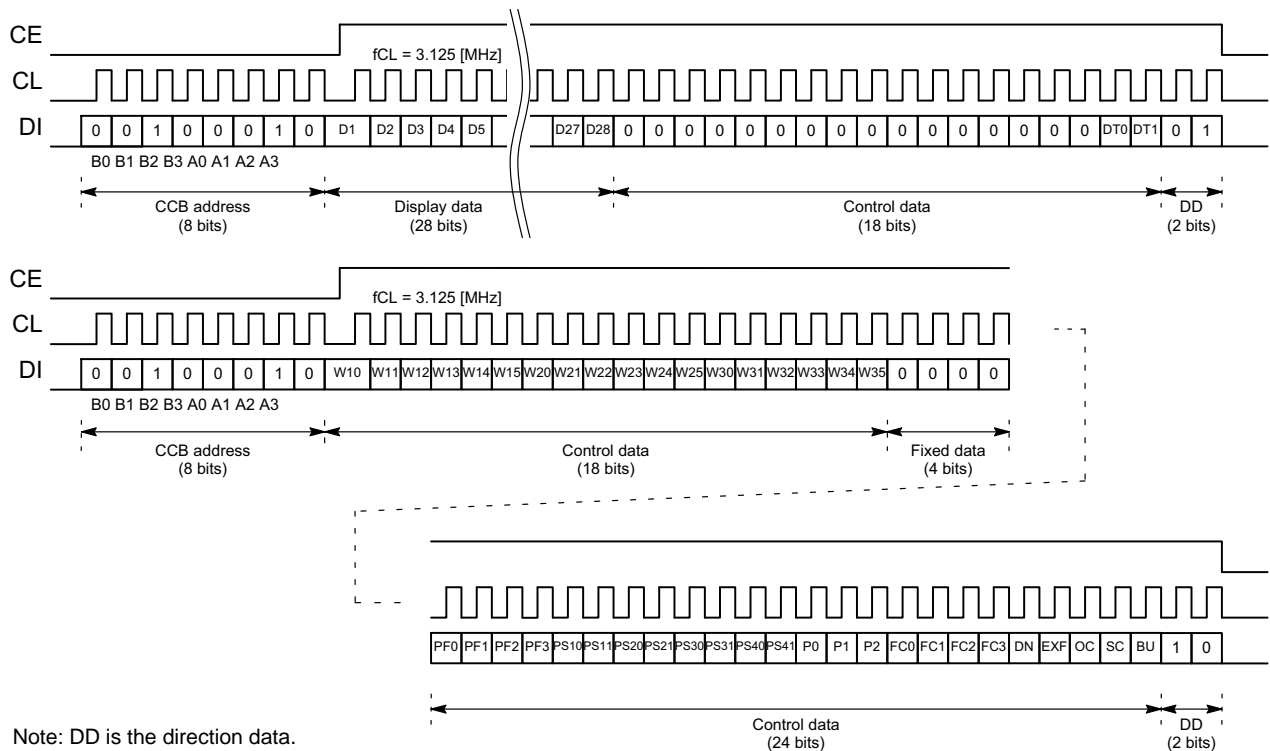 CE
fCL = 3.125 [MHz]
CL
DI 0 0 1 0 0 0 1 0 D1 D2 D3 D4 D5 D27 D28 0 0 0 0 0 0 0 0 0 0 0 0 0 0 0 0 DT0 DT1 0 1
B0 B1 B2 B3 A0 A1 A2 A3
CCB address Display data Control data DD
(8 bits) (28 bits) (18 bits) (2 bits)
CE
fCL = 3.125 [MHz]
CL
DI 0 0 1 0 0 0 1 0 W10 W11 W12 W13 W14 W15 W20 W21 W22 W23 W24 W25 W30 W31 W32 W33 W34 W35 0 0 0 0
B0 B1 B2 B3 A0 A1 A2 A3
CCB address Control data Fixed data
(8 bits) (18 bits) (4 bits)
PF0 PF1 PF2 PF3 PS10 PS11 PS20 PS21 PS30 PS31 PS40 PS41 P0 P1 P2 FC0 FC1 FC2 FC3 DN EXF OC SC BU 1 0
Control data DD
(24 bits) (2 bits)
Note: DD is the direction data.